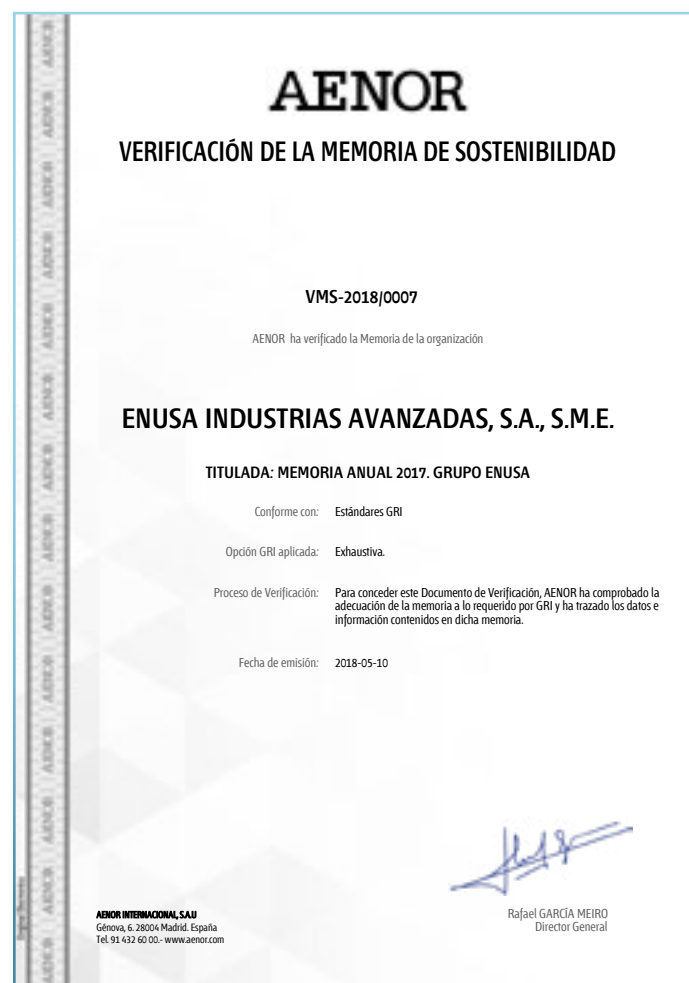 AENOR
VERIFICACIÓN DE LA MEMORIA DE SOSTENIBILIDAD
VMS-2018/0007
AENOR ha verificado la Memoria de la organización
ENUSA INDUSTRIAS AVANZADAS, S.A., S.M.E.
TITULADA: MEMORIA ANUAL 2017. GRUPO ENUSA
Conforme con: Estándares GRI
Opción GRI aplicada: Exhaustiva.
Proceso de Verificación: Para conceder este Documento de Verificación, AENOR ha comprobado la
adecuación de la memoria a lo requerido por GRI y ha trazado los datos e
información contenidos en dicha memoria.
Fecha de emisión: 2018-05-10
AENOR INTERNACIONAL, S.A.U
Génova, 6. 28004 Madrid. España
Tel. 91 432 60 00.- www.aenor.com
Rafael GARCÍA MEIRO
Director General